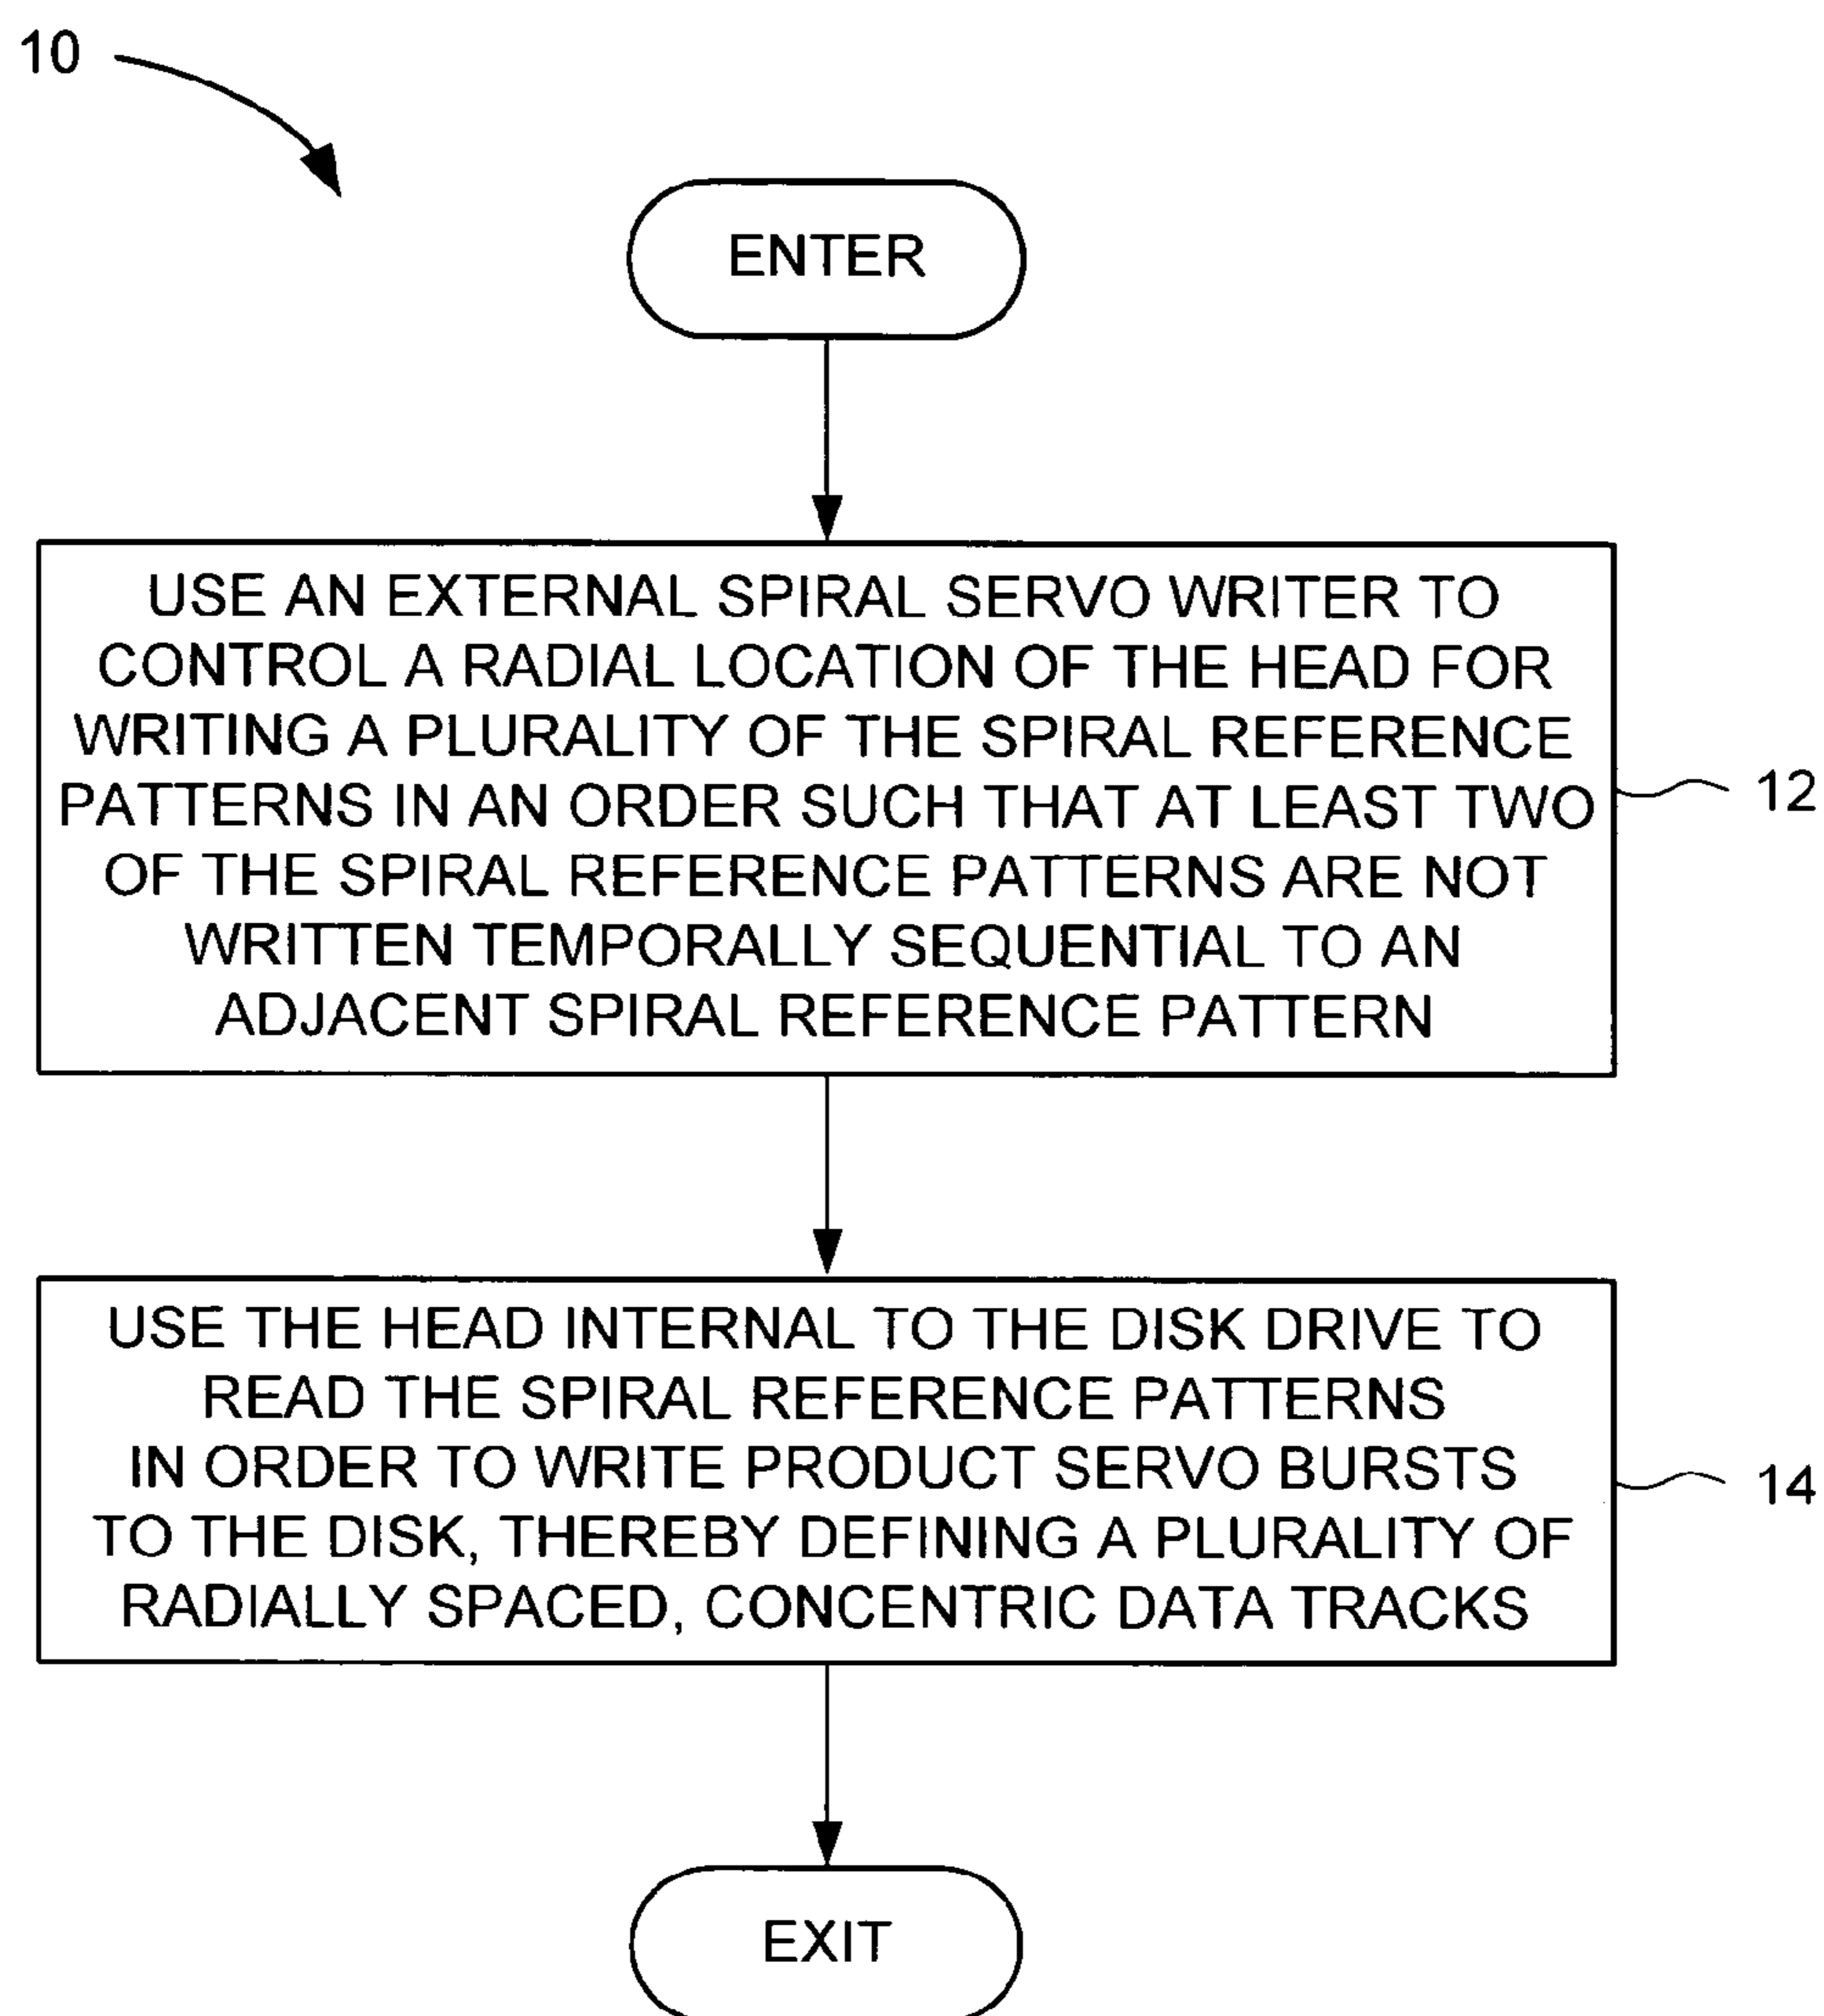 10
ENTER
USE AN EXTERNAL SPIRAL SERVO WRITER TO
CONTROL A RADIAL LOCATION OF THE HEAD FOR
WRITING A PLURALITY OF THE SPIRAL REFERENCE
PATTERNS IN AN ORDER SUCH THAT AT LEAST TWO
OF THE SPIRAL REFERENCE PATTERNS ARE NOT
WRITTEN TEMPORALLY SEQUENTIAL TO AN
ADJACENT SPIRAL REFERENCE PATTERN
12
USE THE HEAD INTERNAL TO THE DISK DRIVE TO
READ THE SPIRAL REFERENCE PATTERNS
IN ORDER TO WRITE PRODUCT SERVO BURSTS
TO THE DISK, THEREBY DEFINING A PLURALITY OF
RADIALLY SPACED, CONCENTRIC DATA TRACKS
14
EXIT